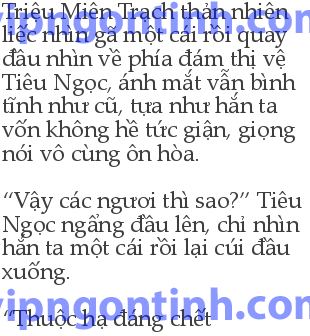 Triệu Miên Trạch thản nhiên
liếc nhìn gã một cái rồi quay
đầu nhìn về phía đám thị vệ
Tiêu Ngọc, ánh mắt vẫn bình
tĩnh như cũ, tựa như hắn ta
vốn không hề tức giận, giọng
nói vô cùng ôn hòa.
“Vậy các ngươi thì sao?” Tiêu
Ngọc ngẩng đầu lên, chỉ nhìn
hắn ta một cái rồi lại cúi đầu
xuống.
vipngontinh.com
“Thuộc hạ đáng chết